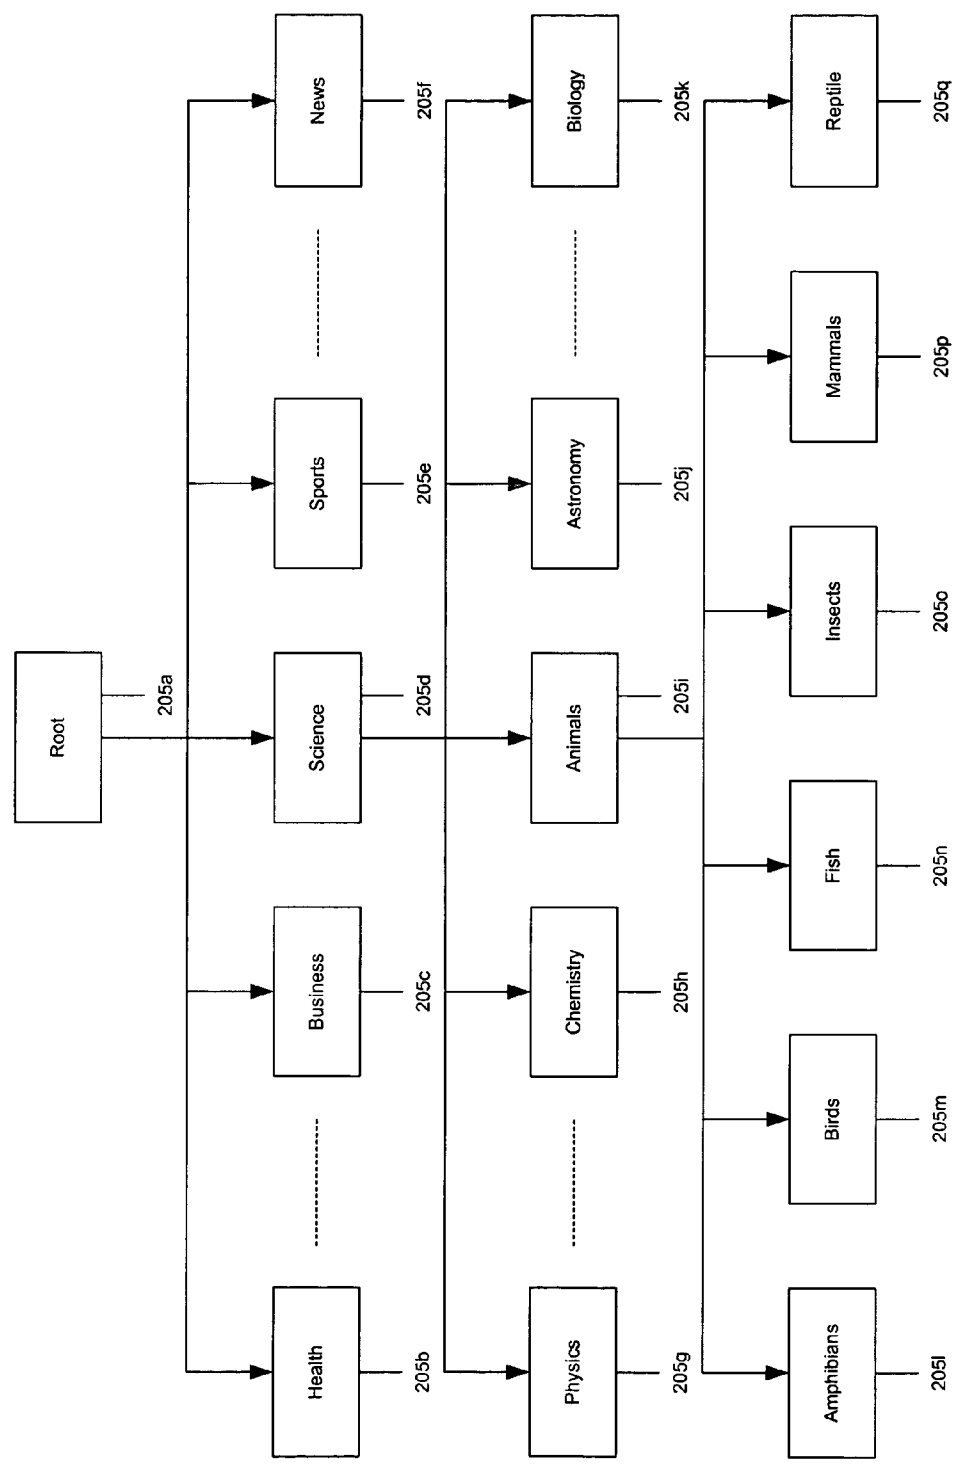 Root
205a
Health
205b
Business
205c
Science
205d
Sports
205e
News
205f
Physics
205g
Chemistry
205h
Animals
205i
Astronomy
205j
Biology
205k
Amphibians
205l
Birds
205m
Fish
205n
Insects
205o
Mammals
205p
Reptile
205q